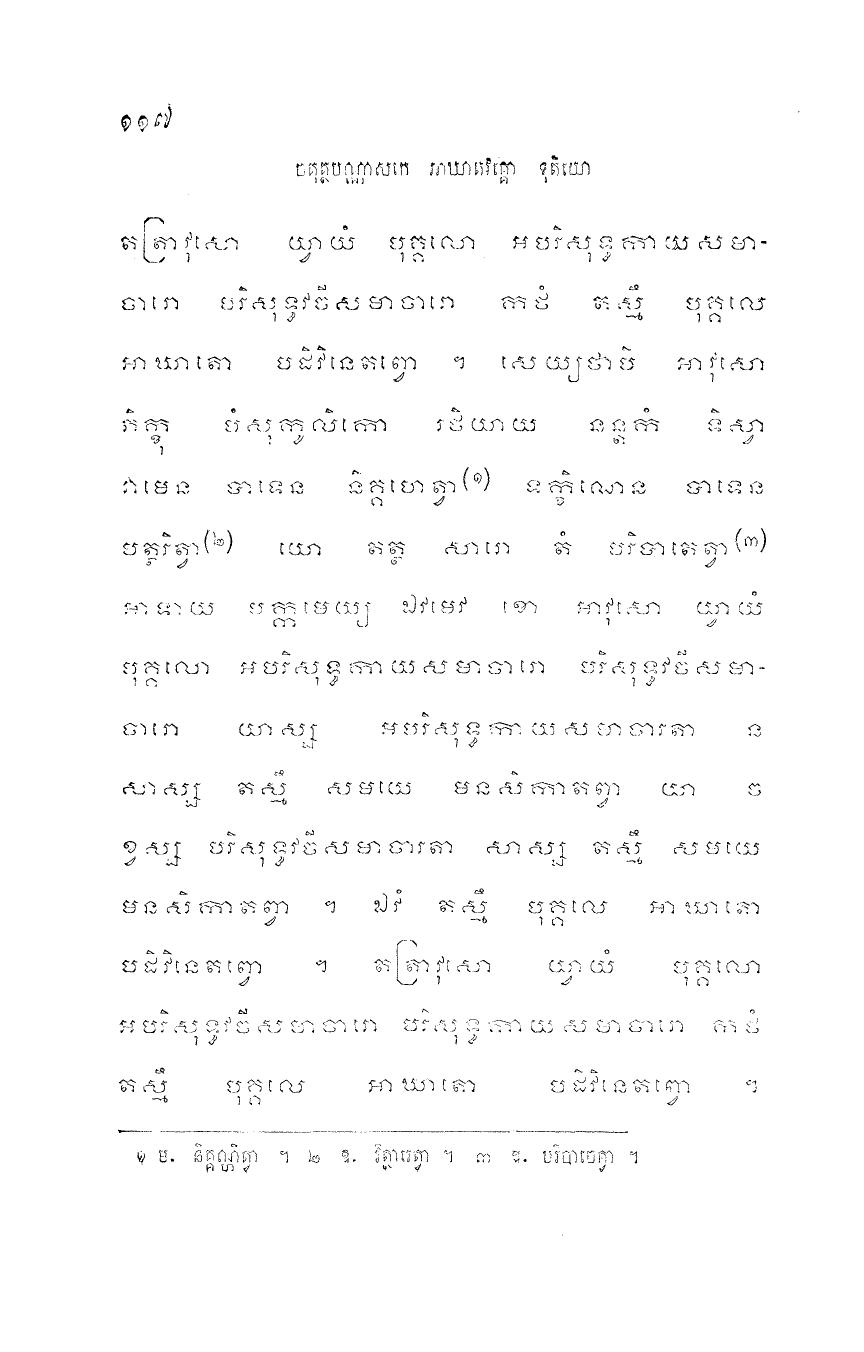 ១១៧
ចតុត្ថបណ្ណាសកេ អាឃាតវគ្គោ ទុតិយោ
តត្រាវុសោ យ្វាយំ បុគ្គលោ អបរិសុទ្ធកាយសមា-
ចារោ បរិសុទ្ធវចីសមាចារោ កថំ តស្មឹ បុគ្គលេ
អាឃាតោ បដិវិនេតព្វោ ។ សេយ្យថាបិ អាវុសោ
ភិក្ខុ បំសុកូលិកោ រថិយាយ នន្តកំ ទិស្វា
វាមេន បាទេន និគ្គហេត្វា(១) ទក្ខិណេន បាទេន
បត្ថរិត្វា(២) យោ តត្ថ សារោ តំ បរិបាតេត្វា(៣)
អាទាយ បក្កមេយ្យ ឯវមេវ ខោ អាវុសោ យ្វាយំ
បុគ្គលោ អបរិសុទ្ធកាយសមាចារោ បរិសុទ្ធវចីសមា-
ចារោ យាស្ស អបរិសុទ្ធកាយសមាចារតា ន
សាស្ស តស្មឹ សមយេ មនសិកាតព្វា យា ច
ខ្វស្ស បរិសុទ្ធវចីសមាចារតា សាស្ស តស្មឹ សមយេ
មនសិកាតព្វា ។ ឯវំ តស្មឹ បុគ្គលេ អាឃាតោ
បដិវិនេតព្វោ ។ តត្រាវុសោ យ្វាយំ បុគ្គលោ
អបរិសុទ្ធវចីសមាចារោ បរិសុទ្ធកាយសមាចារោ កថំ
តស្មឹ បុគ្គលេ អាឃាតោ បដិវិនេតព្វោ ។
១ ម. និគ្គណ្ហិត្វា ។ ២ ឱ. វិត្ថារេត្វា ។ ៣ ឱ. បរិបាចេត្វា ។